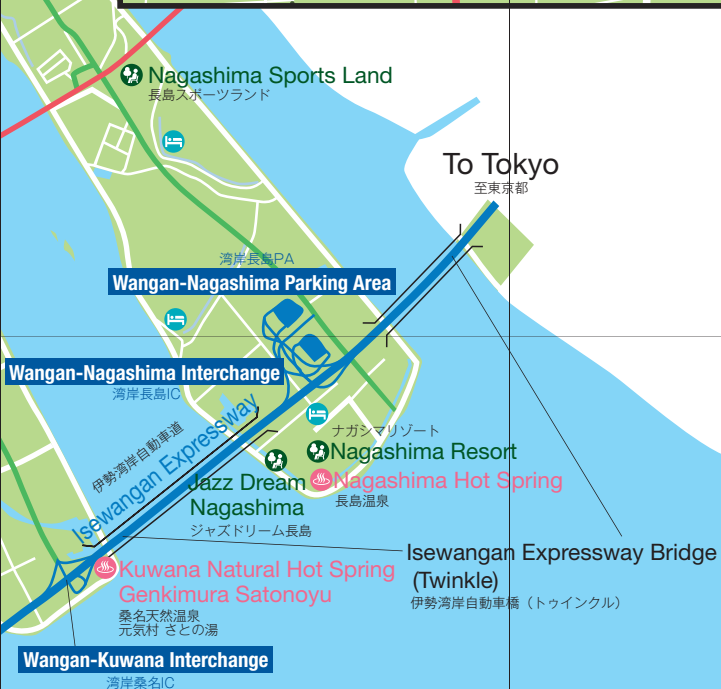 Nagashima Sports Land
長島スポーツランド
To Tokyo
至東京都
湾岸長島PA
Wangan-Nagashima Parking Area
Wangan-Nagashima Interchange
湾岸長島IC
伊勢湾岸自動車道
Isewangan Expressway
ナガシマリゾート
Nagashima Resort
Jazz Dream
Nagashima
ジャズドリーム長島
Nagashima Hot Spring
長島温泉
Isewangan Expressway Bridge
(Twinkle)
伊勢湾岸自動車橋（トゥインクル）
Kuwana Natural Hot Spring
Genkimura Satonoyu
桑名天然温泉
元気村 さとの湯
Wangan-Kuwana Interchange
湾岸桑名IC